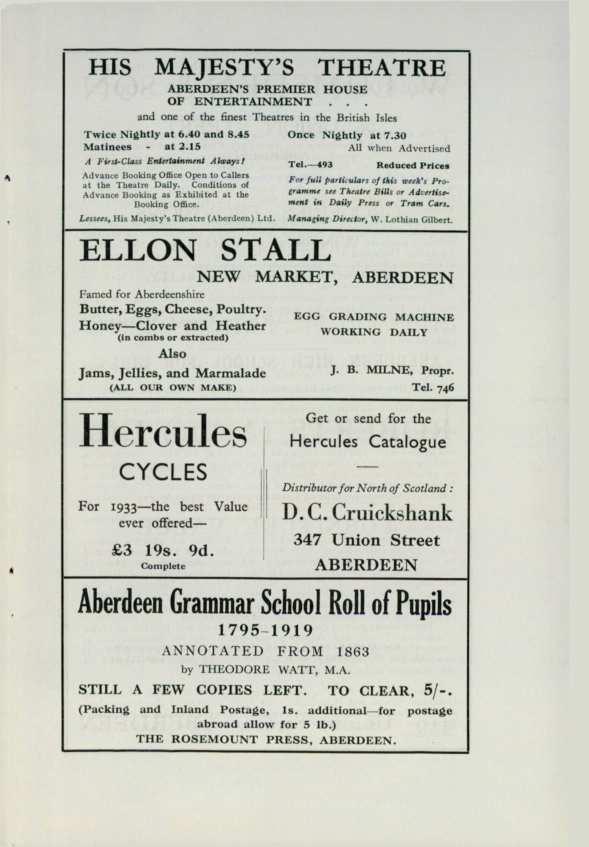 HIS MAJESTY'S THEATRE
ABERDEEN'S PREMIER HOUSE
OF ENTERTAINMENT . . .
and one of the finest Theatres in the British Isles
Twice Nightly at 6.40 and 8.45
Matinees - at 2.15
A First-Class Entertainment Always!
Advance Booking Office Open to Callers
at the Theatre Daily. Conditions of
Advance Booking as Exhibited at the
Booking Office.
Lessees, His Majesty's Theatre (Aberdeen) Ltd.
Once Nightly at 7.30
All when Advertised
Tel.—493 Reduced Prices
For full particulars of this week's Pro-
gramme see Theatre Bills or Advertise-
ment in Daily Press or Tram Cars.
Managing Director, W. Lothian Gilbert.
ELLON STALL
NEW MARKET, ABERDEEN
Famed for Aberdeenshire
Butter, Eggs, Cheese, Poultry.
Honey—Clover and Heather
(in combs or extracted)
Also
Jams, Jellies, and Marmalade
(ALL OUR OWN MAKE)
EGG GRADING MACHINE
WORKING DAILY
J. B. MILNE, Propr.
Tel. 746
Hercules
CYCLES
For 1933—the best Value
ever offered—
£3 19s. 9d.
Complete
Get or send for the
Hercules Catalogue
Distributor for North of Scotland :
D. C. Cruickshank
347 Union Street
ABERDEEN
Aberdeen Grammar School Roll of Pupils
1795-1919
ANNOTATED FROM 1863
by THEODORE WATT, M.A.
STILL A FEW COPIES LEFT. TO CLEAR, 5/-.
(Packing and Inland Postage, 1s. additional—for postage
abroad allow for 5 lb.)
THE ROSEMOUNT PRESS, ABERDEEN.